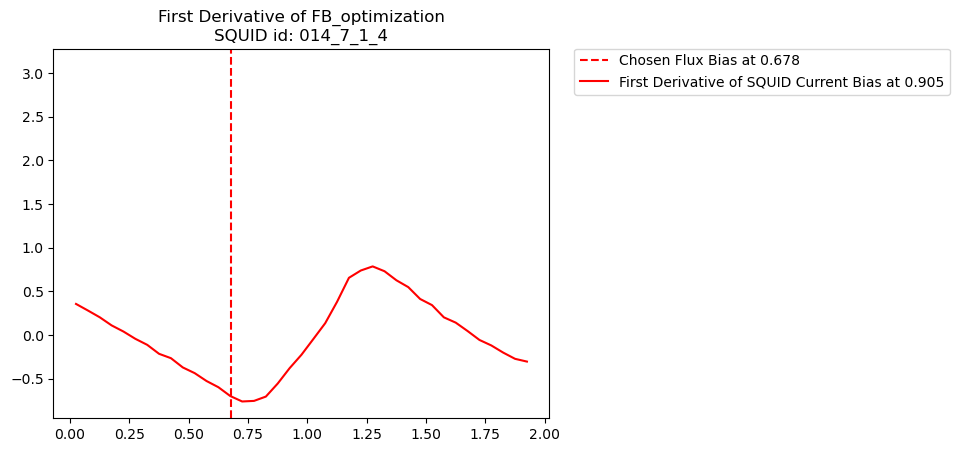 First Derivative of FB_optimization
SQUID id: 014_7_1_4
Chosen Flux Bias at 0.678
First Derivative of SQUID Current Bias at 0.905
3.0
2.5
2.0
1.5
1.0
0.5
0.0
−0.5
0.00 0.25 0.50 0.75 1.00 1.25 1.50 1.75 2.00